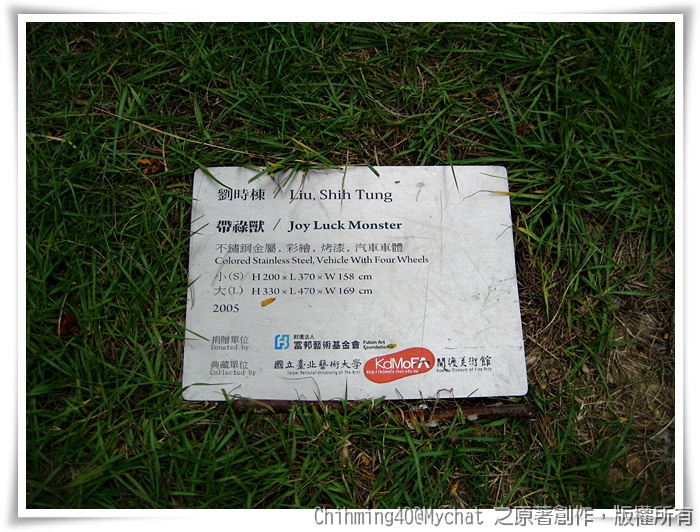 劉時棟 / Liu, Shih Tung
帶祿獸 / Joy Luck Monster
不鏽鋼金屬．彩繪．烤漆．汽車車體
Colored Stainless Steel, Vehicle With Four Wheels
小(S) H 200 × L 370 × W 158 cm
大(L) H 330 × L 470 × W 169 cm
2005
捐贈單位 財團法人
Donated by 富邦藝術基金會 Fubon Art Foundation
典藏單位 國立臺北藝術大學 KdMoFA 關渡美術館
Collected by Taipei National University of The Arts Kuandu Museum of Fine Arts
Chihming40@Mychat 之原著創作，版權所有